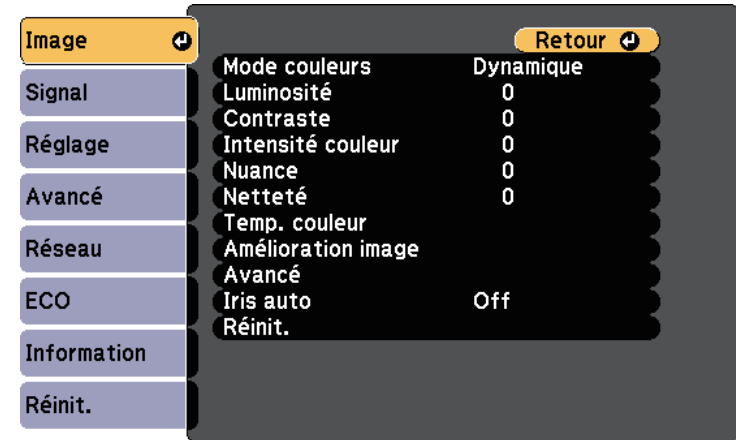 Image
Signal
Réglage
Avancé
Réseau
ECO
Information
Réinit.
Retour
Mode couleurs Dynamique
Luminosité 0
Contraste 0
Intensité couleur 0
Nuance 0
Netteté 0
Temp. couleur
Amélioration image
Avancé
Iris auto Off
Réinit.